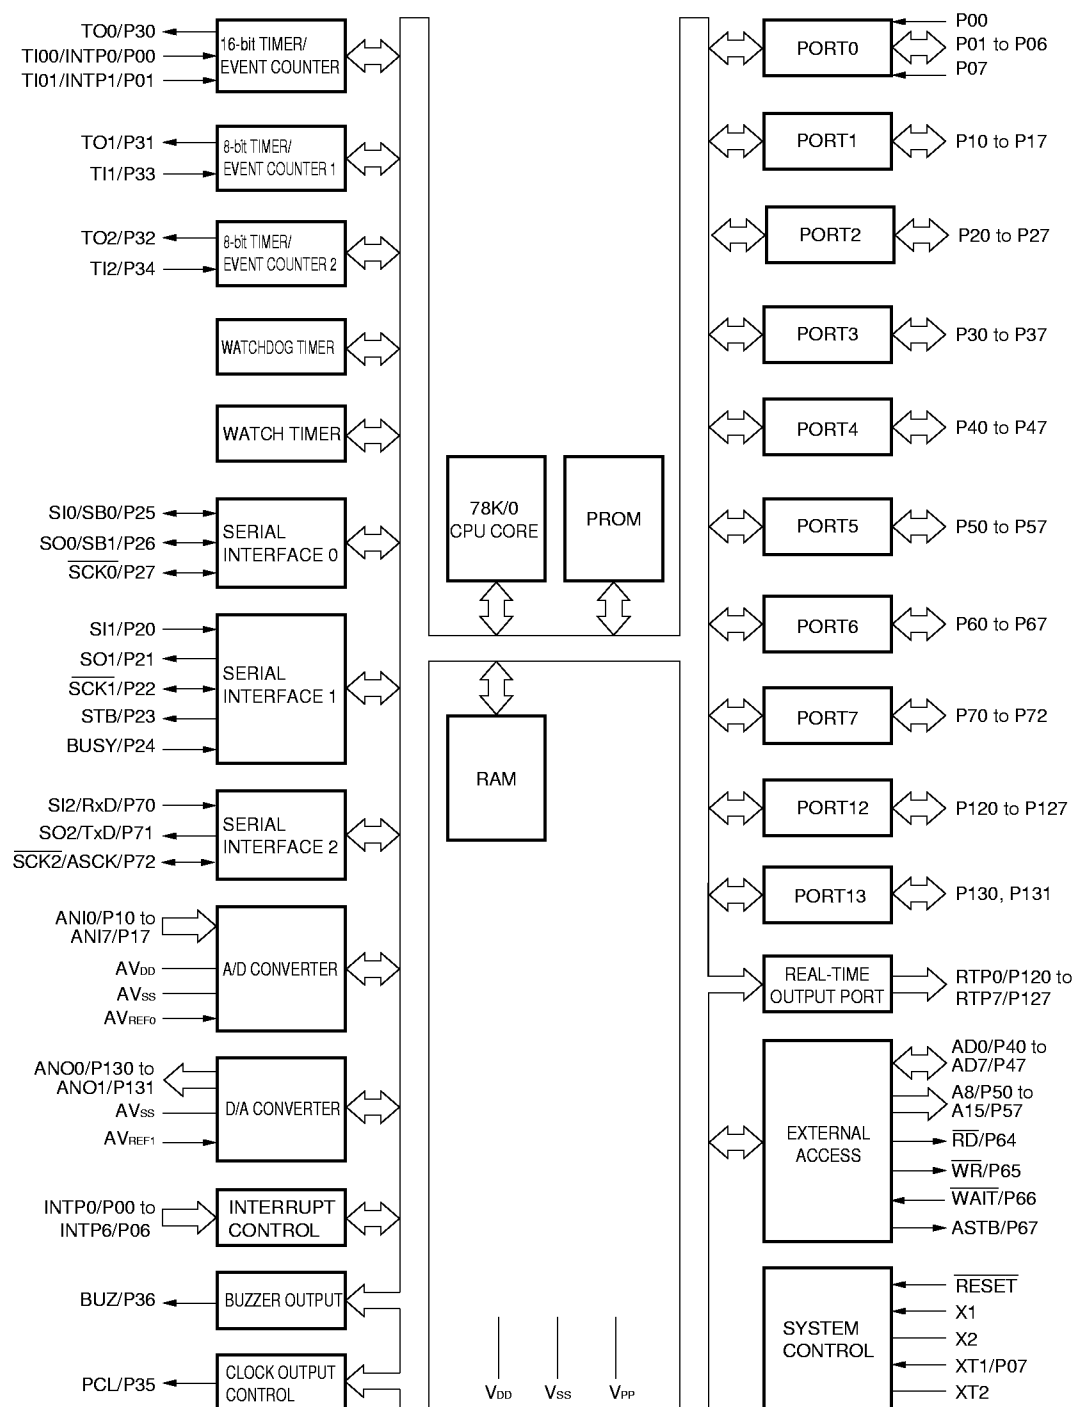 TO0/P30
TI00/INTP0/P00
TI01/INTP1/P01
16-bit TIMER/
EVENT COUNTER
TO1/P31
TI1/P33
8-bit TIMER/
EVENT COUNTER 1
TO2/P32
TI2/P34
8-bit TIMER/
EVENT COUNTER 2
WATCHDOG TIMER
WATCH TIMER
SI0/SB0/P25
SO0/SB1/P26
S̅C̅K̅0̅/P27
SERIAL
INTERFACE 0
SI1/P20
SO1/P21
S̅C̅K̅1̅/P22
STB/P23
BUSY/P24
SERIAL
INTERFACE 1
SI2/RxD/P70
SO2/TxD/P71
S̅C̅K̅2̅/ASCK/P72
SERIAL
INTERFACE 2
ANI0/P10 to
ANI7/P17
AVDD
AVSS
AVREF0
A/D CONVERTER
ANO0/P130 to
ANO1/P131
AVSS
AVREF1
D/A CONVERTER
INTP0/P00 to
INTP6/P06
INTERRUPT
CONTROL
BUZ/P36
BUZZER OUTPUT
PCL/P35
CLOCK OUTPUT
CONTROL
78K/0
CPU CORE
PROM
RAM
VDD
VSS
VPP
PORT0
P00
P01 to P06
P07
PORT1
P10 to P17
PORT2
P20 to P27
PORT3
P30 to P37
PORT4
P40 to P47
PORT5
P50 to P57
PORT6
P60 to P67
PORT7
P70 to P72
PORT12
P120 to P127
PORT13
P130, P131
REAL-TIME
OUTPUT PORT
RTP0/P120 to
RTP7/P127
EXTERNAL
ACCESS
AD0/P40 to
AD7/P47
A8/P50 to
A15/P57
R̅D̅/P64
W̅R̅/P65
W̅A̅I̅T̅/P66
ASTB/P67
SYSTEM
CONTROL
R̅E̅S̅E̅T̅
X1
X2
XT1/P07
XT2